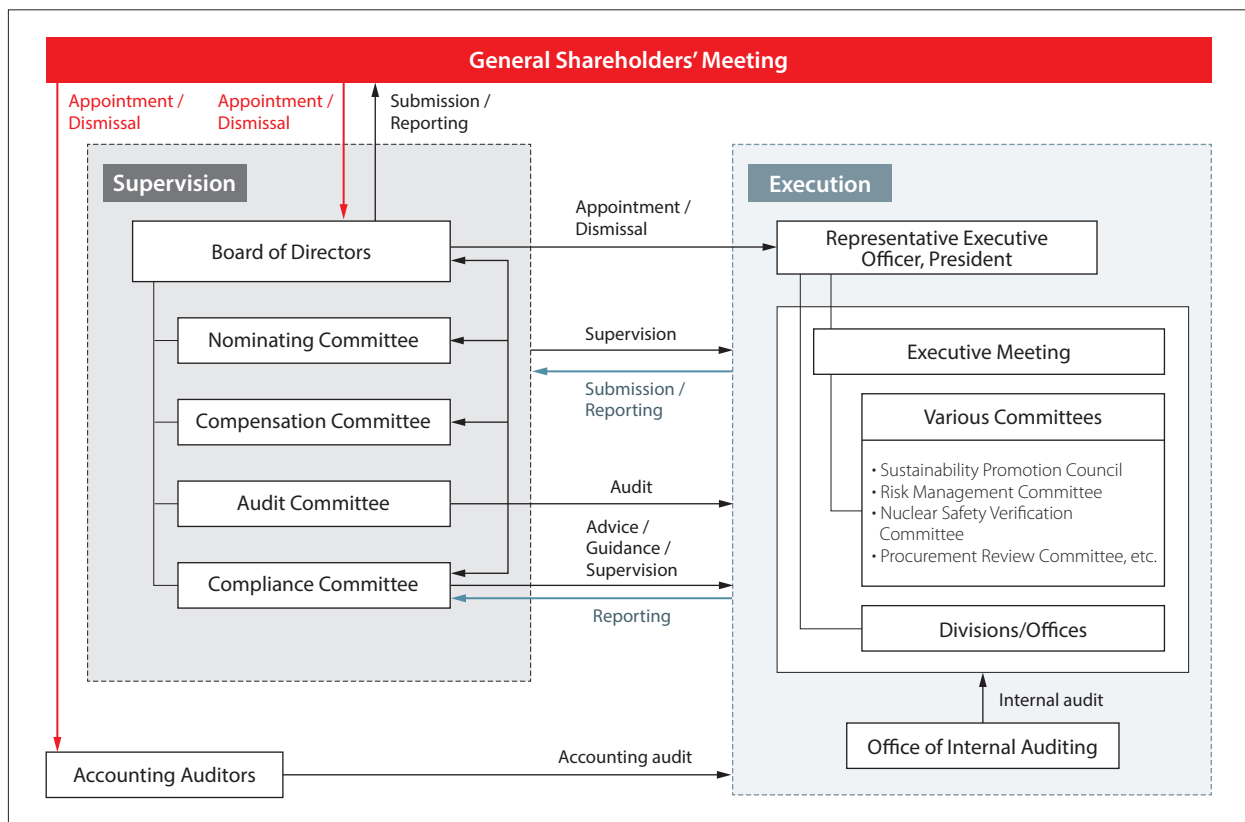 General Shareholders' Meeting
Appointment /
Dismissal
Appointment /
Dismissal
Submission /
Reporting
Supervision
Board of Directors
Nominating Committee
Compensation Committee
Audit Committee
Compliance Committee
Appointment /
Dismissal
Supervision
Submission /
Reporting
Audit
Advice /
Guidance /
Supervision
Reporting
Execution
Representative Executive
Officer, President
Executive Meeting
Various Committees
• Sustainability Promotion Council
• Risk Management Committee
• Nuclear Safety Verification
Committee
• Procurement Review Committee, etc.
Divisions/Offices
Internal audit
Office of Internal Auditing
Accounting Auditors
Accounting audit